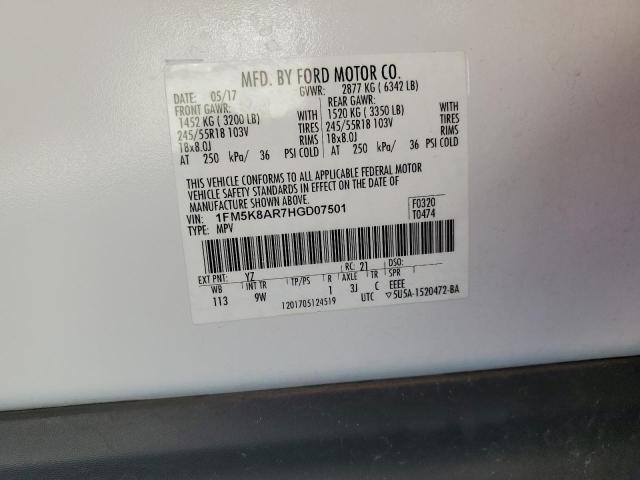 MFD. BY FORD MOTOR CO.
DATE: 05/17 GVWR: 2877 KG ( 6342 LB)
FRONT GAWR: REAR GAWR:
1452 KG ( 3200 LB) WITH 1520 KG ( 3350 LB) WITH
245/55R18 103V TIRES 245/55R18 103V TIRES
18x8.0J RIMS 18x8.0J RIMS
AT 250 kPa/ 36 PSI COLD AT 250 kPa/ 36 PSI COLD
THIS VEHICLE CONFORMS TO ALL APPLICABLE FEDERAL MOTOR
VEHICLE SAFETY STANDARDS IN EFFECT ON THE DATE OF
MANUFACTURE SHOWN ABOVE.
VIN: 1FM5K8AR7HGD07501 F0320
TYPE: MPV T0474
EXT PNT: YZ RC: 21 DSO:
WB INT TR TP/PS R AXLE TR SPR
113 9W 1 3J C EEEE
1201705124519 UTC ▽5U5A-1520472-BA